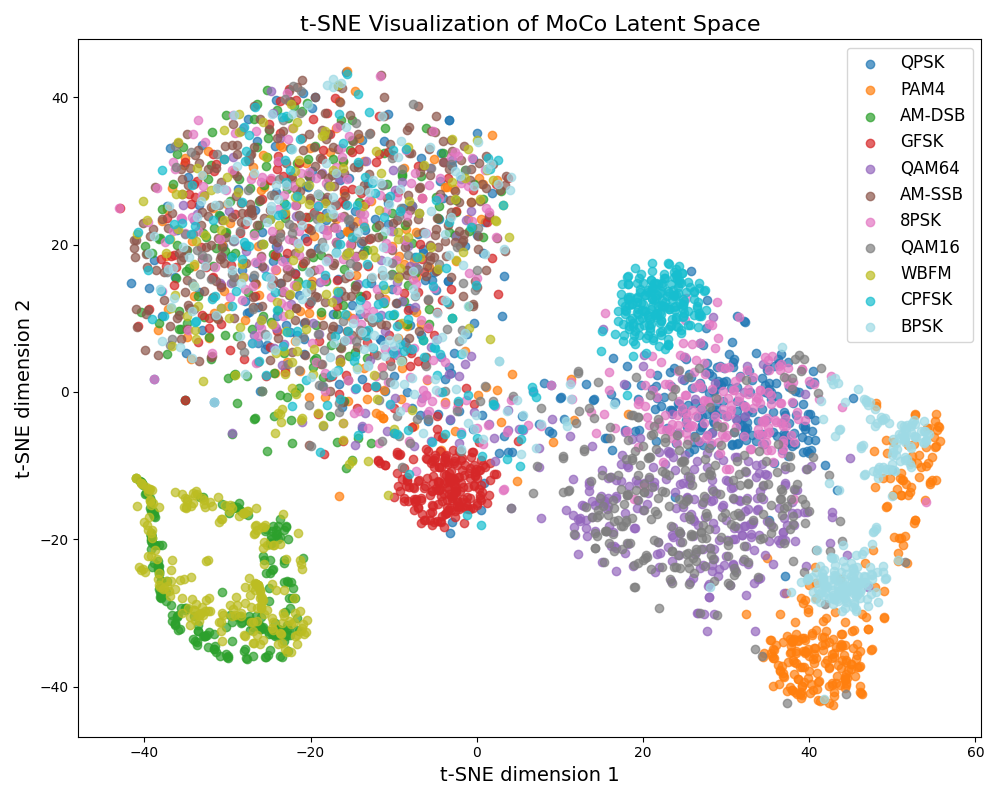 t-SNE Visualization of MoCo Latent Space
QPSK
PAM4
AM-DSB
GFSK
QAM64
AM-SSB
8PSK
QAM16
WBFM
CPFSK
BPSK
40
20
0
−20
−40
t-SNE dimension 2
−40
−20
0
20
40
60
t-SNE dimension 1